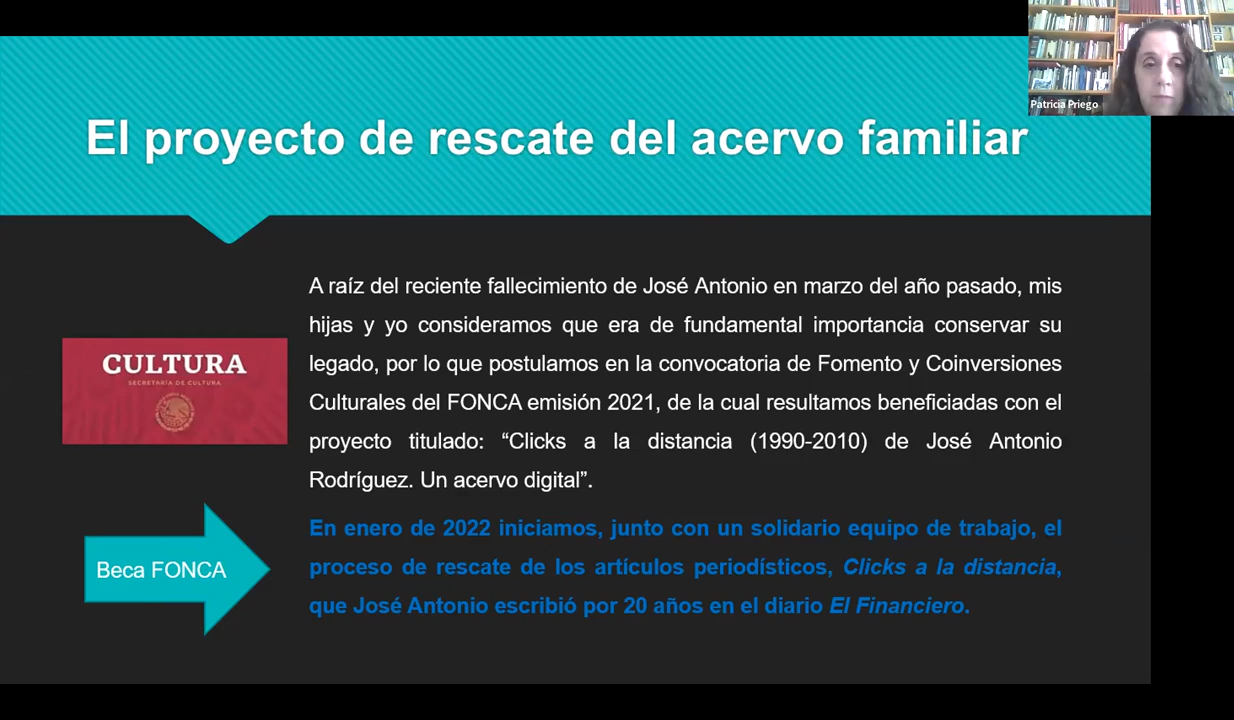 Patricia Priego
El proyecto de rescate del acervo familiar
A raíz del reciente fallecimiento de José Antonio en marzo del año pasado, mis
hijas y yo consideramos que era de fundamental importancia conservar su
legado, por lo que postulamos en la convocatoria de Fomento y Coinversiones
Culturales del FONCA emisión 2021, de la cual resultamos beneficiadas con el
proyecto titulado: “Clicks a la distancia (1990-2010) de José Antonio
Rodríguez. Un acervo digital”.
CULTURA
SECRETARÍA DE CULTURA
En enero de 2022 iniciamos, junto con un solidario equipo de trabajo, el
proceso de rescate de los artículos periodísticos, Clicks a la distancia,
que José Antonio escribió por 20 años en el diario El Financiero.
Beca FONCA